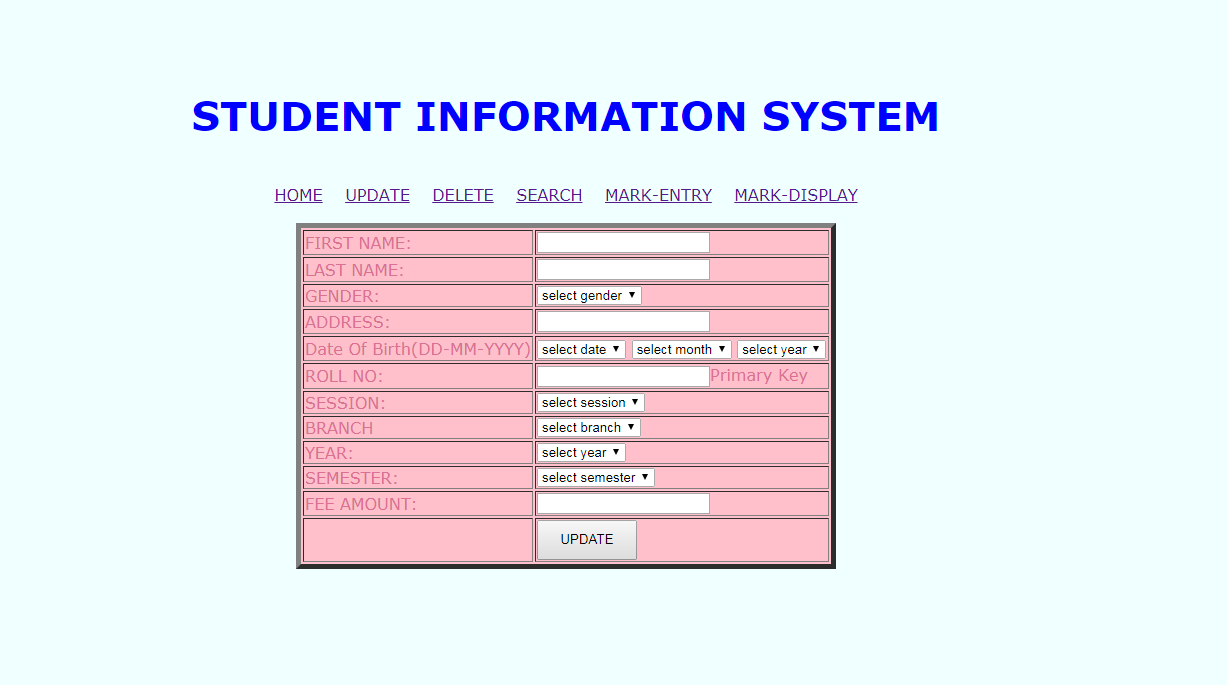 STUDENT INFORMATION SYSTEM
HOME UPDATE DELETE SEARCH MARK-ENTRY MARK-DISPLAY
FIRST NAME:
LAST NAME:
GENDER: select gender
ADDRESS:
Date Of Birth(DD-MM-YYYY) select date select month select year
ROLL NO: Primary Key
SESSION: select session
BRANCH select branch
YEAR: select year
SEMESTER: select semester
FEE AMOUNT:
UPDATE